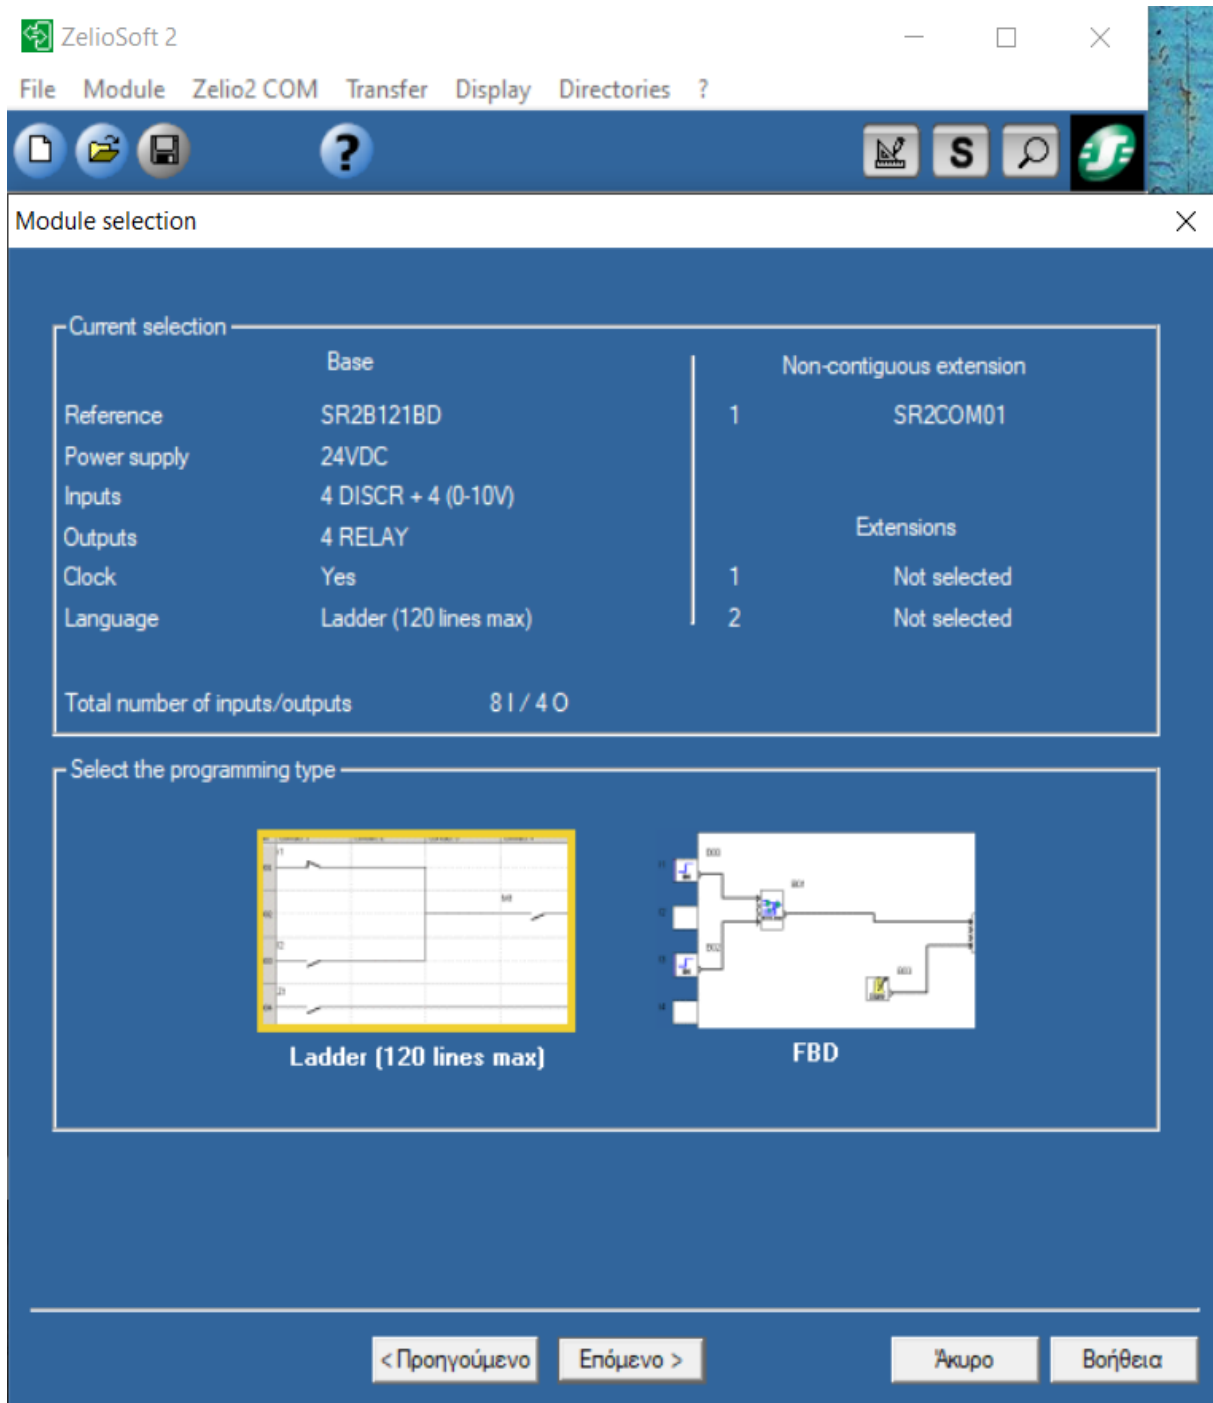 ZelioSoft 2
File Module Zelio2 COM Transfer Display Directories ?
?
S
Module selection
Current selection
Base Non-contiguous extension
Reference SR2B121BD 1 SR2COM01
Power supply 24VDC
Inputs 4 DISCR + 4 (0-10V)
Outputs 4 RELAY Extensions
Clock Yes 1 Not selected
Language Ladder (120 lines max) 2 Not selected
Total number of inputs/outputs 8 I / 4 O
Select the programming type
Ladder (120 lines max) FBD
< Προηγούμενο Επόμενο > Άκυρο Βοήθεια